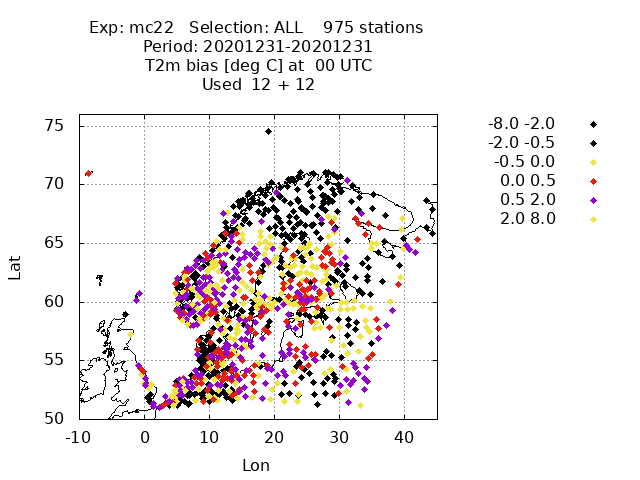 Exp: mc22 Selection: ALL 975 stations
Period: 20201231-20201231
T2m bias [deg C] at 00 UTC
Used 12 + 12
75
70
65
60
55
50
-10 0 10 20 30 40
Lat
Lon
-8.0 -2.0
-2.0 -0.5
-0.5 0.0
0.0 0.5
0.5 2.0
2.0 8.0